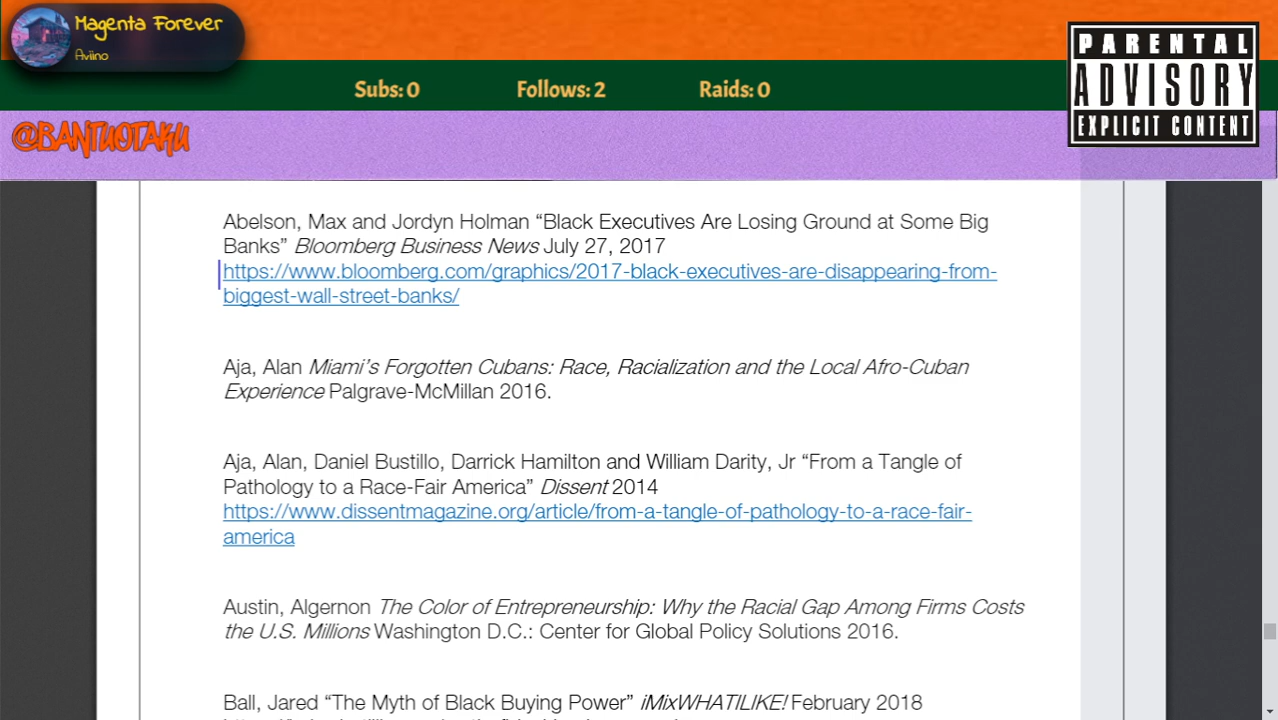 Magenta Forever
Aviino
PARENTAL
ADVISORY
EXPLICIT CONTENT
Subs: 0 Follows: 2 Raids: 0
@BANTUOTAKU
Abelson, Max and Jordyn Holman “Black Executives Are Losing Ground at Some Big
Banks” Bloomberg Business News July 27, 2017
https://www.bloomberg.com/graphics/2017-black-executives-are-disappearing-from-
biggest-wall-street-banks/
Aja, Alan Miami’s Forgotten Cubans: Race, Racialization and the Local Afro-Cuban
Experience Palgrave-McMillan 2016.
Aja, Alan, Daniel Bustillo, Darrick Hamilton and William Darity, Jr “From a Tangle of
Pathology to a Race-Fair America” Dissent 2014
https://www.dissentmagazine.org/article/from-a-tangle-of-pathology-to-a-race-fair-
america
Austin, Algernon The Color of Entrepreneurship: Why the Racial Gap Among Firms Costs
the U.S. Millions Washington D.C.: Center for Global Policy Solutions 2016.
Ball, Jared “The Myth of Black Buying Power” iMixWHATILIKE! February 2018